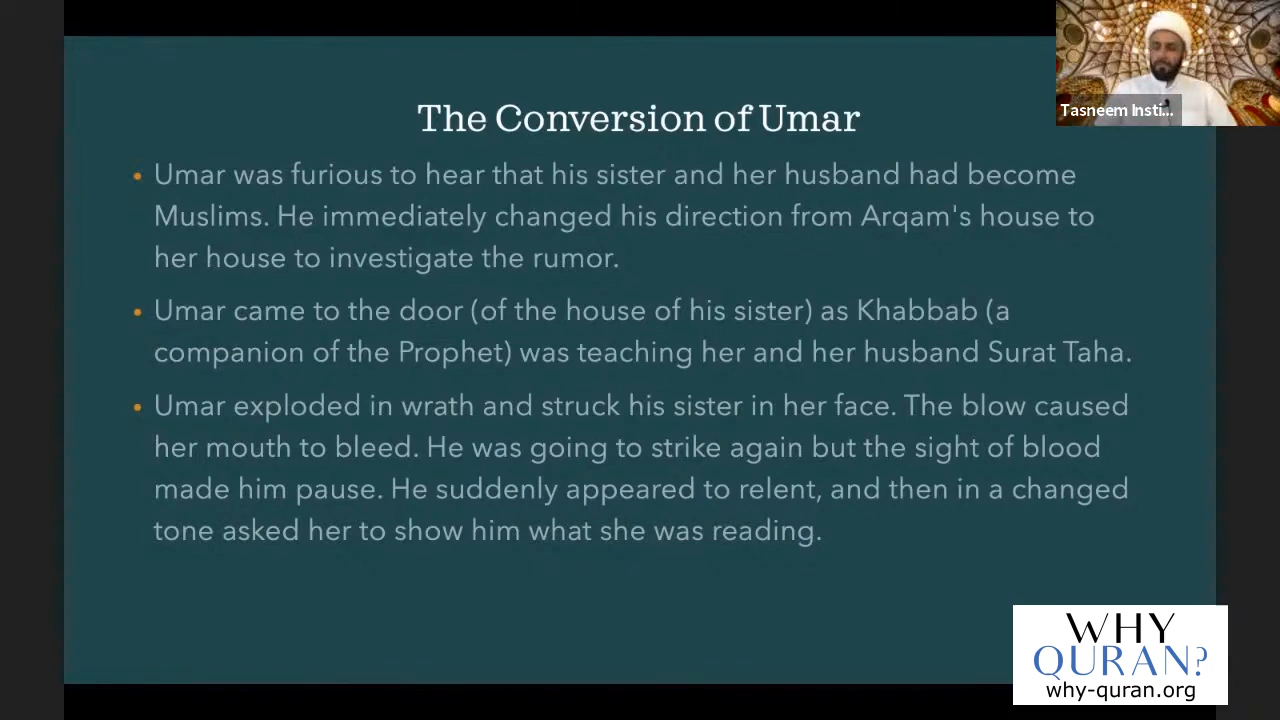 Tasneem Insti...
The Conversion of Umar
• Umar was furious to hear that his sister and her husband had become
Muslims. He immediately changed his direction from Arqam's house to
her house to investigate the rumor.
• Umar came to the door (of the house of his sister) as Khabbab (a
companion of the Prophet) was teaching her and her husband Surat Taha.
• Umar exploded in wrath and struck his sister in her face. The blow caused
her mouth to bleed. He was going to strike again but the sight of blood
made him pause. He suddenly appeared to relent, and then in a changed
tone asked her to show him what she was reading.
WHY
QURAN?
why-quran.org